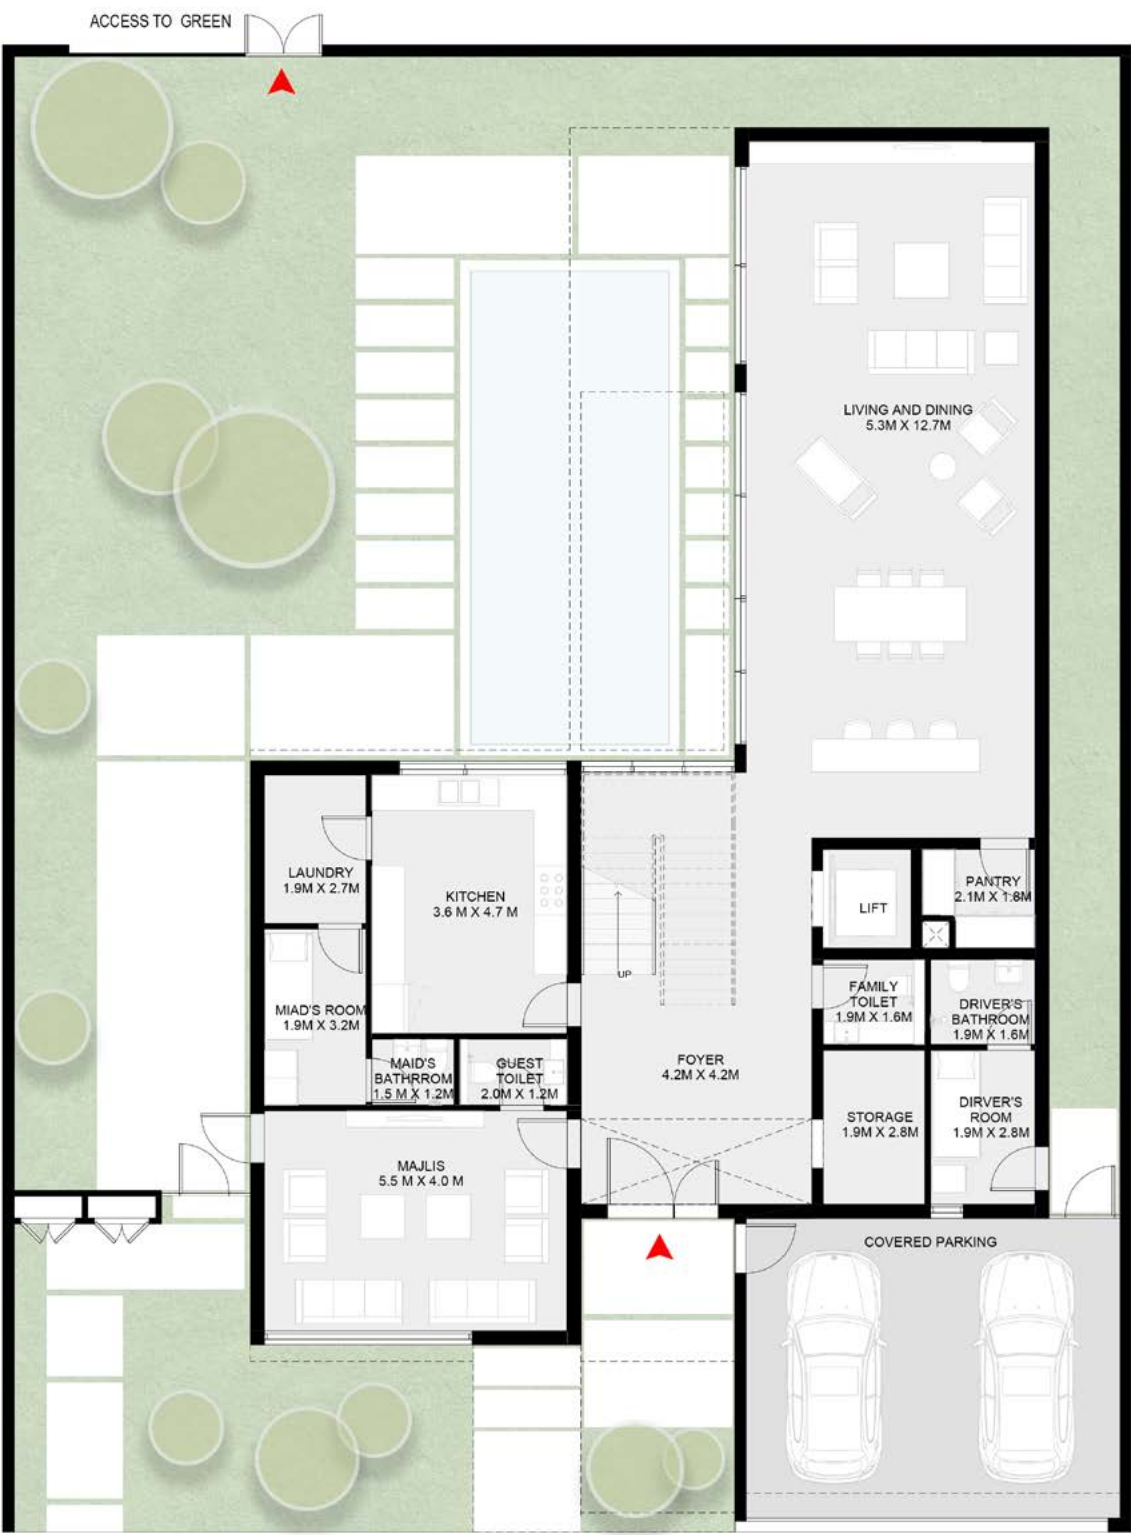 ACCESS TO GREEN
LIVING AND DINING
5.3M X 12.7M
LAUNDRY
1.9M X 2.7M
KITCHEN
3.6 M X 4.7 M
LIFT
PANTRY
2.1M X 1.8M
UP
MIAD'S ROOM
1.9M X 3.2M
FAMILY
TOILET
1.9M X 1.6M
DRIVER'S
BATHROOM
1.9M X 1.6M
MAID'S
BATHRROM
1.5 M X 1.2M
GUEST
TOILET
2.0M X 1.2M
FOYER
4.2M X 4.2M
STORAGE
1.9M X 2.8M
DIRVER'S
ROOM
1.9M X 2.8M
MAJLIS
5.5 M X 4.0 M
COVERED PARKING